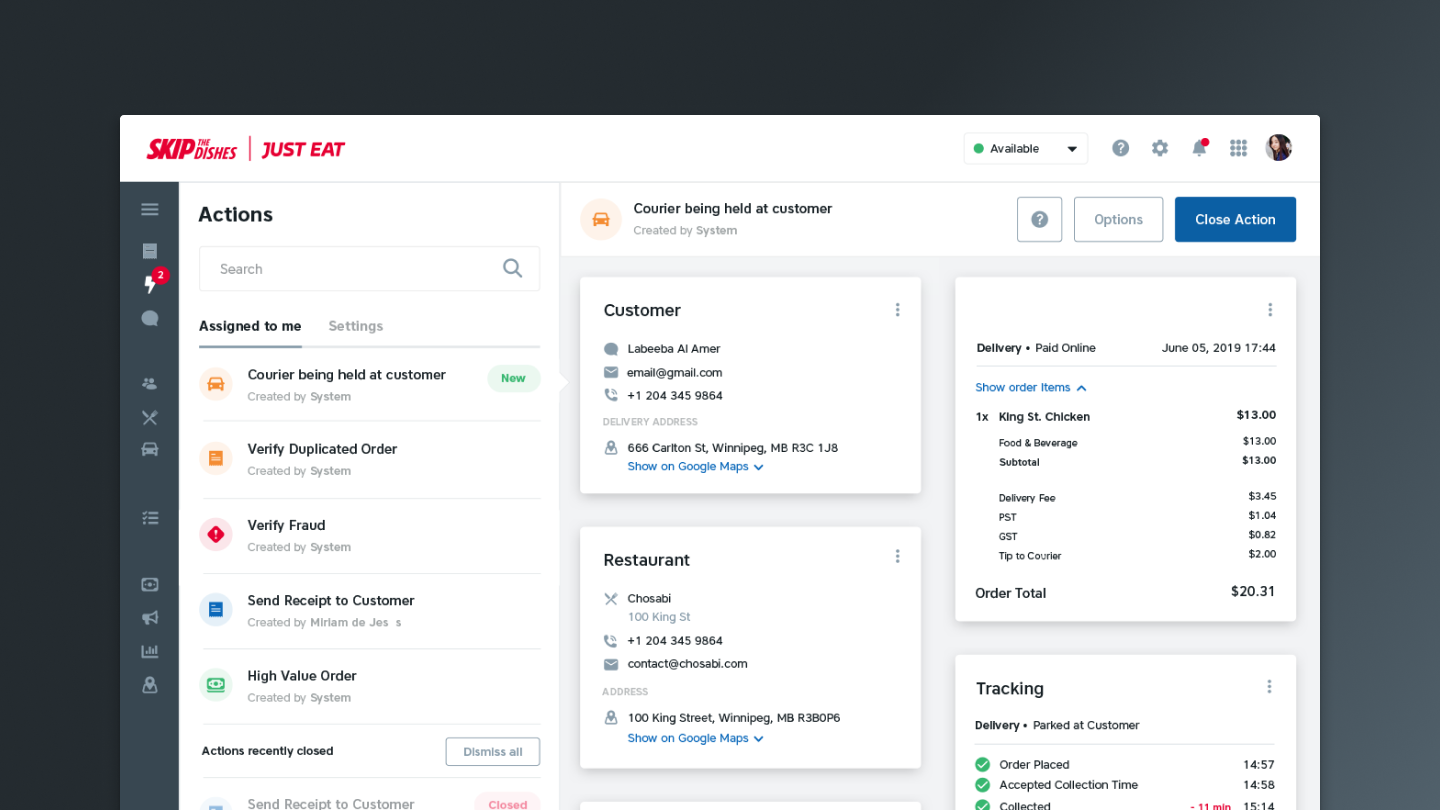 SKIP THE DISHES | JUST EAT
Available
2
Actions
Search
Assigned to me Settings
Courier being held at customer New
Created by System
Verify Duplicated Order
Created by System
Verify Fraud
Created by System
Send Receipt to Customer
Created by Miriam de Jes s
High Value Order
Created by System
Actions recently closed Dismiss all
Send Receipt to Customer Closed
Courier being held at customer
Created by System
? Options Close Action
Customer
Labeeba Al Amer
email@gmail.com
+1 204 345 9864
DELIVERY ADDRESS
666 Carlton St, Winnipeg, MB R3C 1J8
Show on Google Maps
Restaurant
Chosabi
100 King St
+1 204 345 9864
contact@chosabi.com
ADDRESS
100 King Street, Winnipeg, MB R3B0P6
Show on Google Maps
Delivery • Paid Online June 05, 2019 17:44
Show order Items
1x King St. Chicken $13.00
Food & Beverage $13.00
Subtotal $13.00
Delivery Fee $3.45
PST $1.04
GST $0.82
Tip to Courier $2.00
Order Total $20.31
Tracking
Delivery • Parked at Customer
Order Placed 14:57
Accepted Collection Time 14:58
Collected - 11 min 15:14